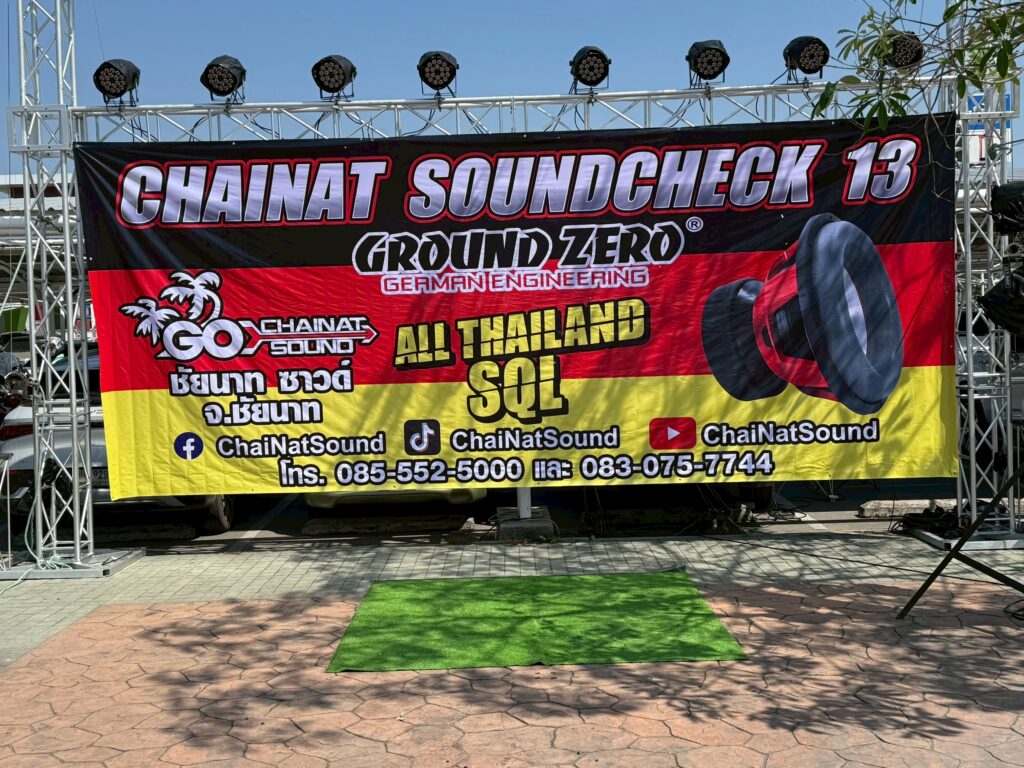 CHAINAT SOUNDCHECK 13
GROUND ZERO®
GERMAN ENGINEERING
GO CHAINAT
SOUND
ชัยนาท ซาวด์
จ.ชัยนาท
ALL THAILAND
SQL
ChaiNatSound ChaiNatSound ChaiNatSound
โทร. 085-552-5000 และ 083-075-7744